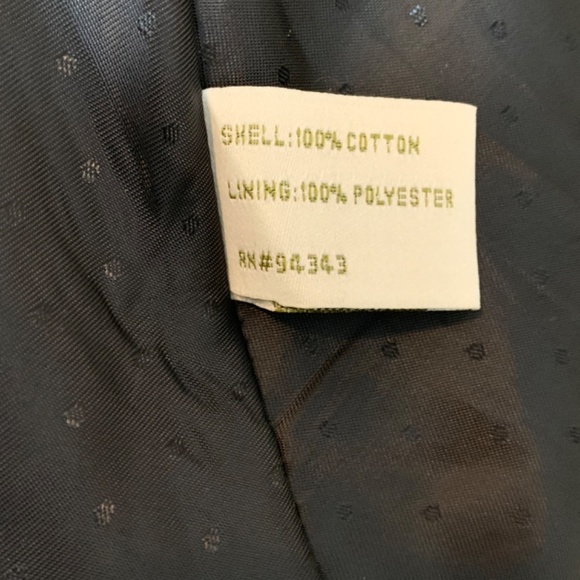 SHELL:100% COTTON
LINING:100% POLYESTER
RN#94343